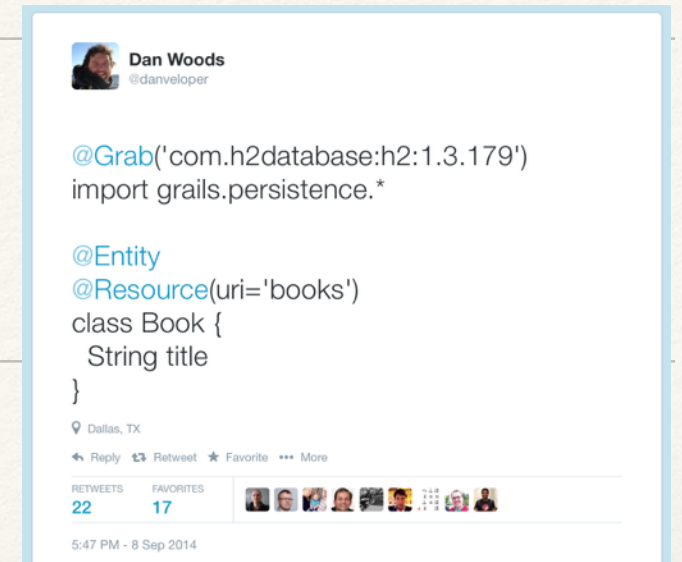 Dan Woods
@danveloper
@Grab('com.h2database:h2:1.3.179')
import grails.persistence.*
@Entity
@Resource(uri='books')
class Book {
String title
}
Dallas, TX
Reply Retweet Favorite More
RETWEETS FAVORITES
22 17
5:47 PM - 8 Sep 2014